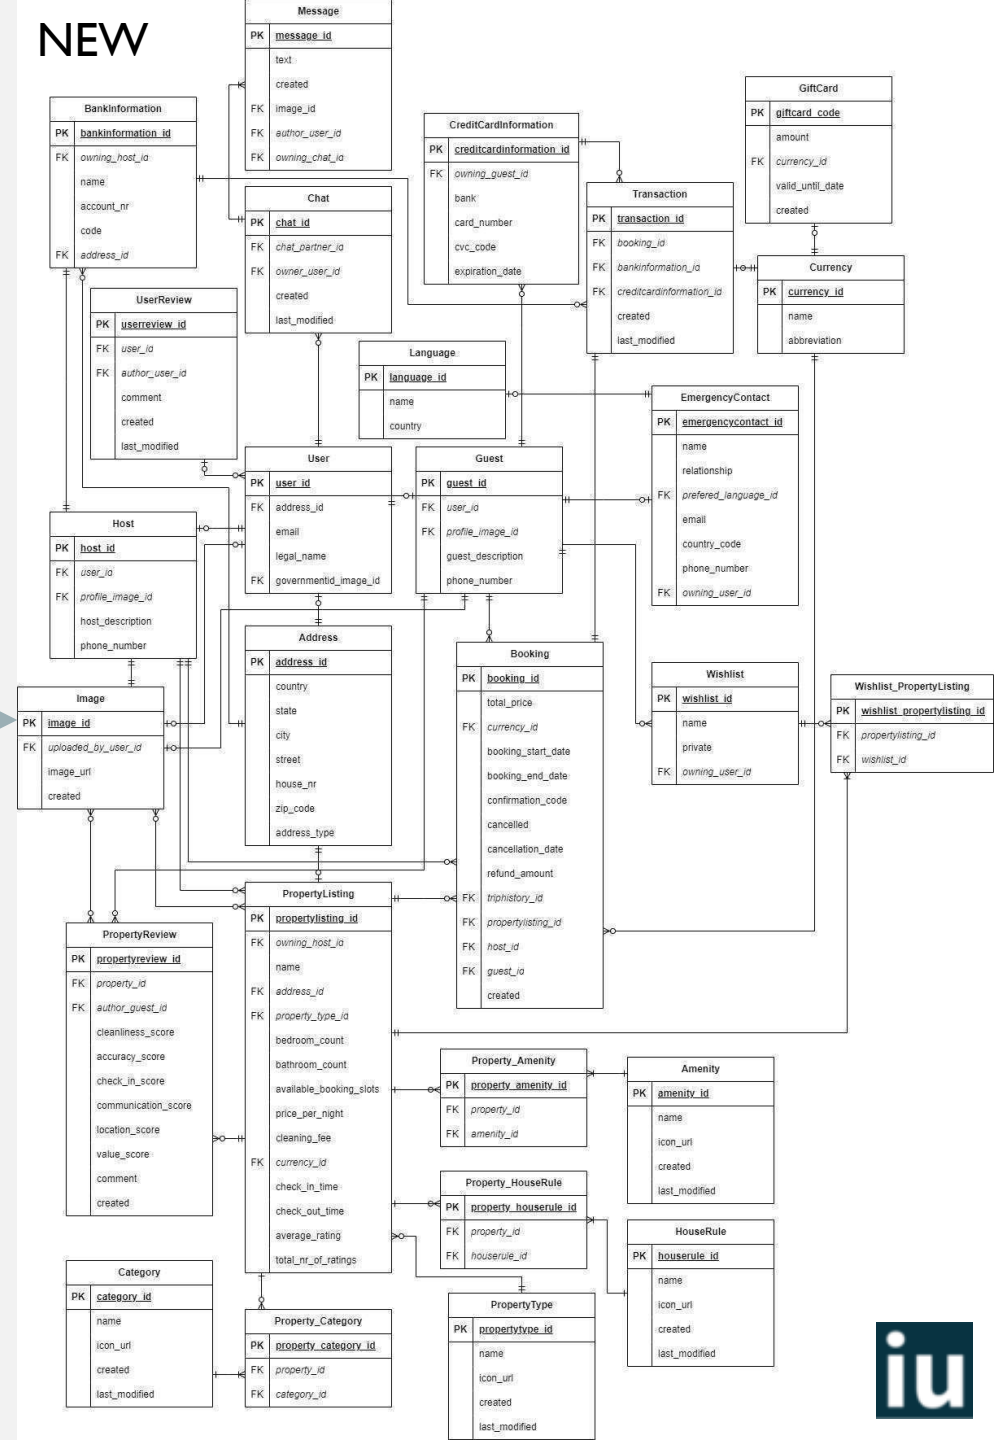 NEW
Message
PK message_id
text
created
FK image_id
FK author_user_id
FK owning_chat_id
BankInformation
PK bankinformation_id
FK owning_host_id
name
account_nr
code
FK address_id
Chat
PK chat_id
FK chat_partner_id
FK owner_user_id
created
last_modified
CreditCardInformation
PK creditcardinformation_id
FK owning_guest_id
bank
card_number
cvc_code
expiration_date
Transaction
PK transaction_id
FK booking_id
FK bankinformation_id
FK creditcardinformation_id
created
last_modified
GiftCard
PK giftcard_code
amount
FK currency_id
valid_until_date
created
Currency
PK currency_id
name
abbreviation
UserReview
PK userreview_id
FK user_id
FK author_user_id
comment
created
last_modified
Language
PK language_id
name
country
EmergencyContact
PK emergencycontact_id
name
relationship
FK prefered_language_id
email
country_code
phone_number
FK owning_user_id
User
PK user_id
FK address_id
email
legal_name
FK governmentid_image_id
Guest
PK guest_id
FK user_id
FK profile_image_id
guest_description
phone_number
Host
PK host_id
FK user_id
FK profile_image_id
host_description
phone_number
Address
PK address_id
country
state
city
street
house_nr
zip_code
address_type
Booking
PK booking_id
total_price
FK currency_id
booking_start_date
booking_end_date
confirmation_code
cancelled
cancellation_date
refund_amount
FK triphistory_id
FK propertylisting_id
FK host_id
FK guest_id
created
Wishlist
PK wishlist_id
name
private
FK owning_user_id
Wishlist_PropertyListing
PK wishlist_propertylisting_id
FK propertylisting_id
FK wishlist_id
Image
PK image_id
FK uploaded_by_user_id
image_url
created
PropertyListing
PK propertylisting_id
FK owning_host_id
name
FK address_id
FK property_type_id
bedroom_count
bathroom_count
available_booking_slots
price_per_night
cleaning_fee
FK currency_id
check_in_time
check_out_time
average_rating
total_nr_of_ratings
PropertyReview
PK propertyreview_id
FK property_id
FK author_guest_id
cleanliness_score
accuracy_score
check_in_score
communication_score
location_score
value_score
comment
created
Property_Amenity
PK property_amenity_id
FK property_id
FK amenity_id
Amenity
PK amenity_id
name
icon_url
created
last_modified
Property_HouseRule
PK property_houserule_id
FK property_id
FK houserule_id
HouseRule
PK houserule_id
name
icon_url
created
last_modified
Category
PK category_id
name
icon_url
created
last_modified
Property_Category
PK property_category_id
FK property_id
FK category_id
PropertyType
PK propertytype_id
name
icon_url
created
last_modified
iu